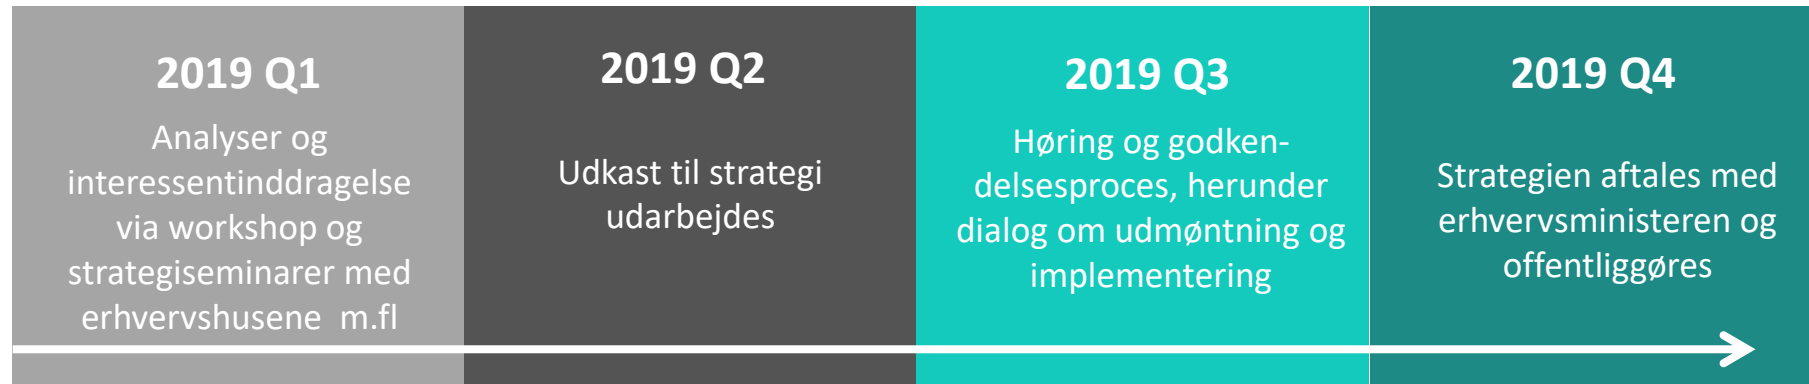 2019 Q1
Analyser og
interessentinddragelse
via workshop og
strategiseminarer med
erhvervshusene  m.fl
2019 Q2
Udkast til strategi
udarbejdes
2019 Q3
Høring og godken-
delsesproces, herunder
dialog om udmøntning og
implementering
2019 Q4
Strategien aftales med
erhvervsministeren og
offentliggøres